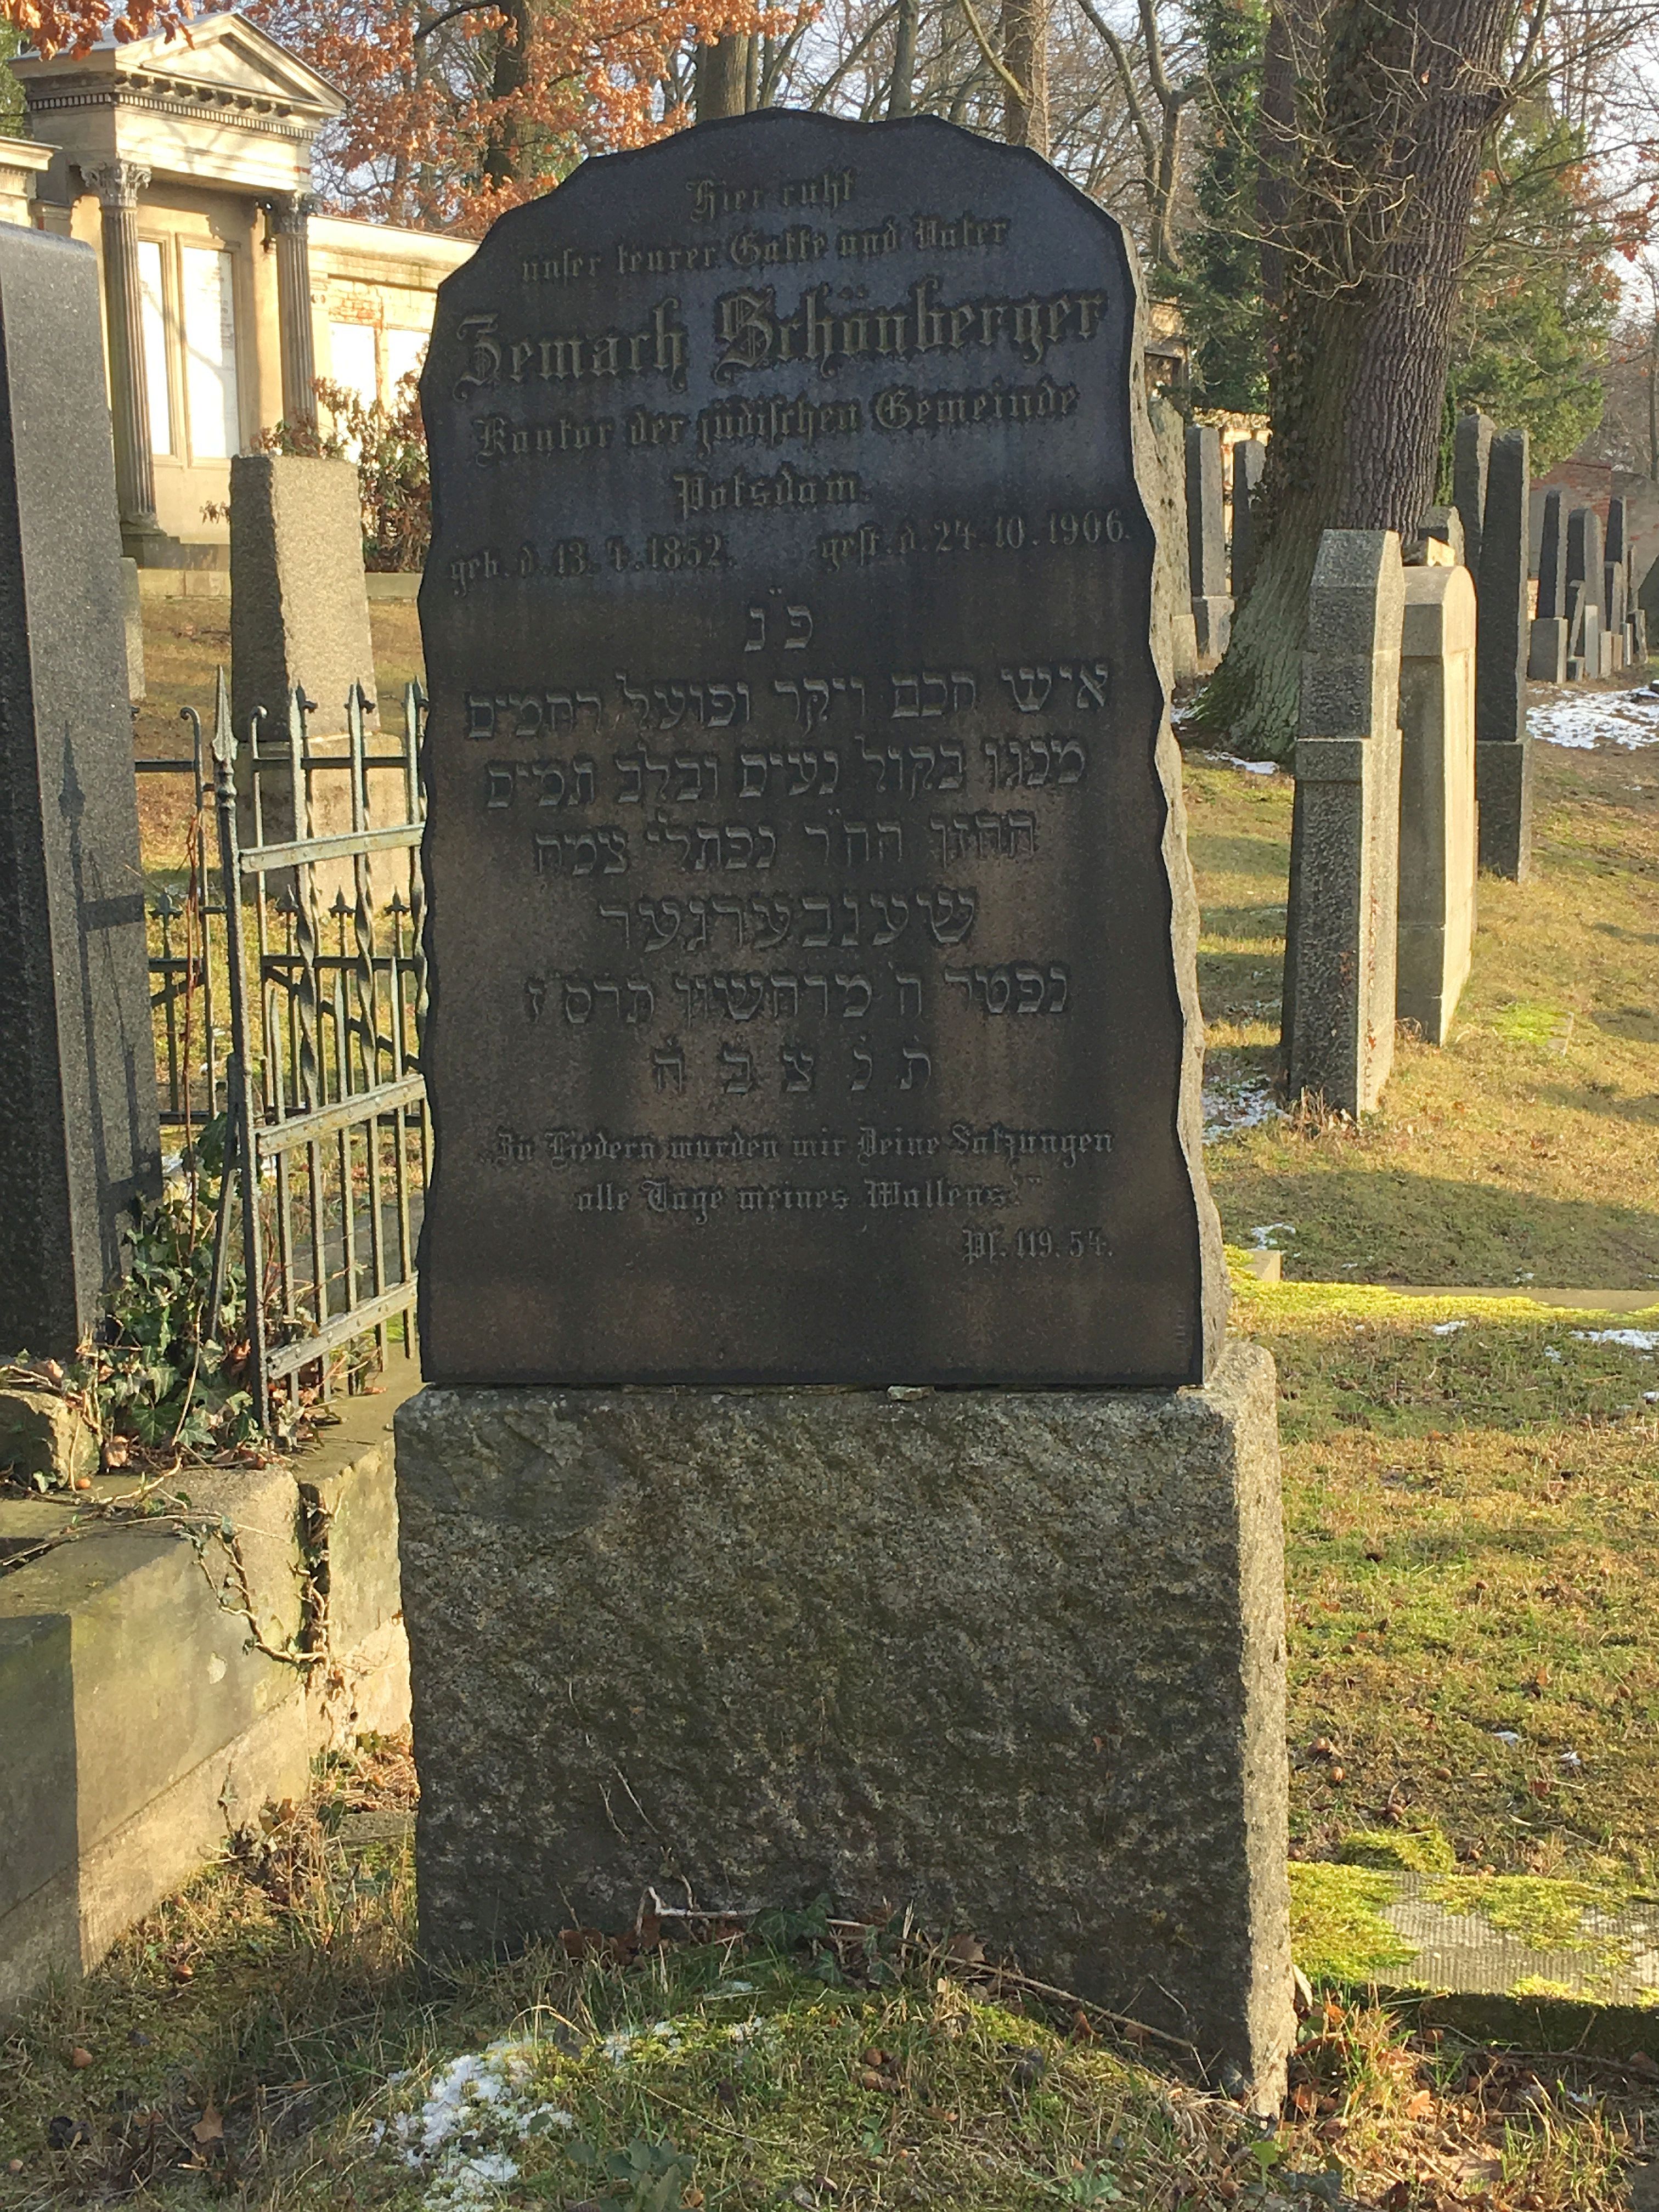 Hier ruht
unser teurer Gatte und Vater
Zemach Schönberger
Kantor der jüdischen Gemeinde
Potsdam.
geb. d. 13. 4. 1852. gest. d. 24. 10. 1906.
פ״נ
איש חכם ויקר ופועל רחמים
מנגן בקול נעים ובלב תמים
החזן הה״ר נפתלי צמח
שענבערגער
נפטר ה׳ מרחשון תרס״ז
ת׳ נ׳ צ׳ ב׳ ה׳
„Zu Liedern wurden mir Deine Satzungen
alle Tage meines Wallens.“
Ps. 119. 54.